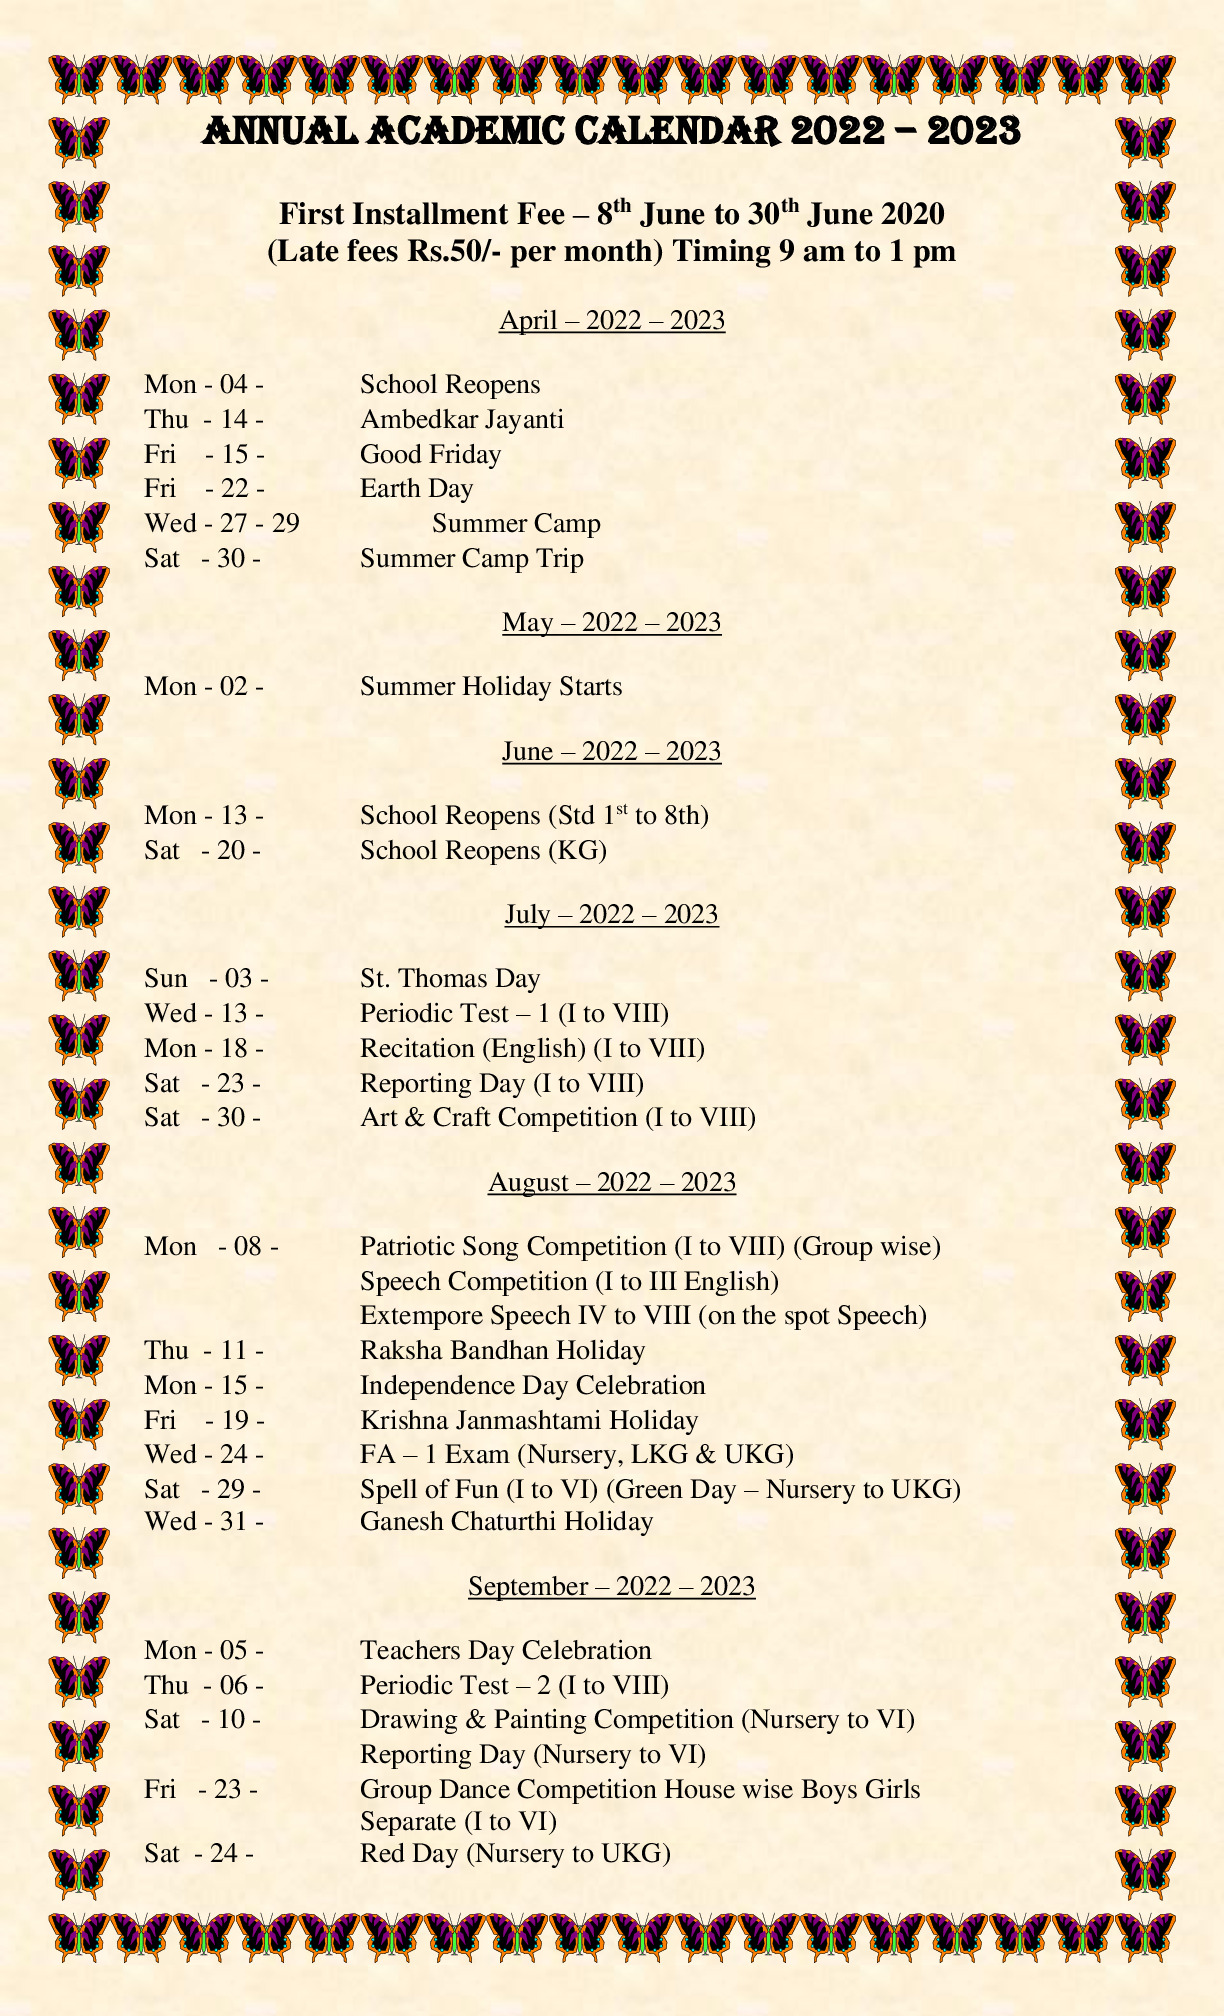 ANNUAL ACADEMIC CALENDAR 2022 – 2023
First Installment Fee – 8th June to 30th June 2020
(Late fees Rs.50/- per month) Timing 9 am to 1 pm
April – 2022 – 2023
Mon - 04 - School Reopens
Thu - 14 - Ambedkar Jayanti
Fri - 15 - Good Friday
Fri - 22 - Earth Day
Wed - 27 - 29 Summer Camp
Sat - 30 - Summer Camp Trip
May – 2022 – 2023
Mon - 02 - Summer Holiday Starts
June – 2022 – 2023
Mon - 13 - School Reopens (Std 1st to 8th)
Sat - 20 - School Reopens (KG)
July – 2022 – 2023
Sun - 03 - St. Thomas Day
Wed - 13 - Periodic Test – 1 (I to VIII)
Mon - 18 - Recitation (English) (I to VIII)
Sat - 23 - Reporting Day (I to VIII)
Sat - 30 - Art & Craft Competition (I to VIII)
August – 2022 – 2023
Mon - 08 - Patriotic Song Competition (I to VIII) (Group wise)
Speech Competition (I to III English)
Extempore Speech IV to VIII (on the spot Speech)
Thu - 11 - Raksha Bandhan Holiday
Mon - 15 - Independence Day Celebration
Fri - 19 - Krishna Janmashtami Holiday
Wed - 24 - FA – 1 Exam (Nursery, LKG & UKG)
Sat - 29 - Spell of Fun (I to VI) (Green Day – Nursery to UKG)
Wed - 31 - Ganesh Chaturthi Holiday
September – 2022 – 2023
Mon - 05 - Teachers Day Celebration
Thu - 06 - Periodic Test – 2 (I to VIII)
Sat - 10 - Drawing & Painting Competition (Nursery to VI)
Reporting Day (Nursery to VI)
Fri - 23 - Group Dance Competition House wise Boys Girls
Separate (I to VI)
Sat - 24 - Red Day (Nursery to UKG)